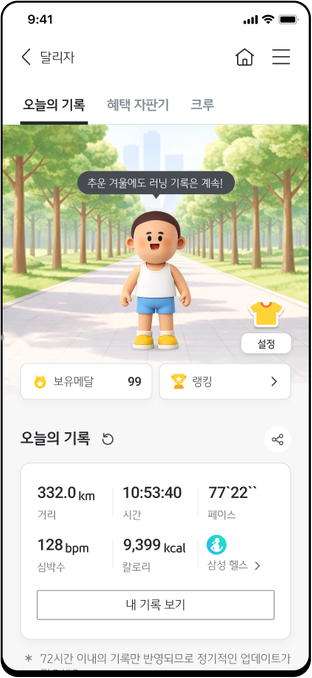 9:41
달리자
오늘의 기록 혜택 자판기 크루
추운 겨울에도 러닝 기록은 계속!
설정
보유메달 99 랭킹
오늘의 기록
332.0 km 10:53:40 77`22``
거리 시간 페이스
128 bpm 9,399 kcal
심박수 칼로리 삼성 헬스
내 기록 보기
* 72시간 이내의 기록만 반영되므로 정기적인 업데이트가